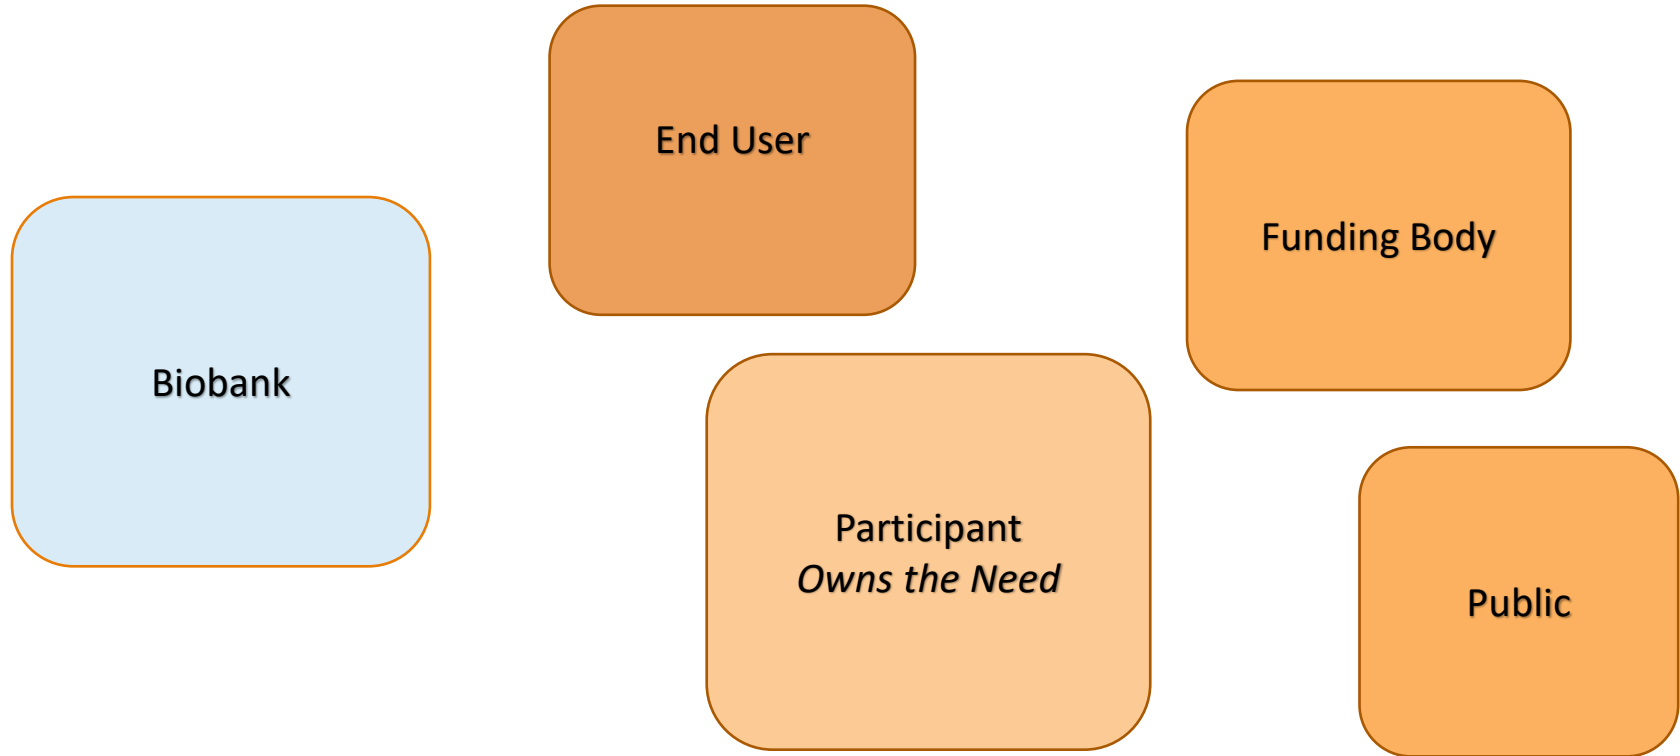 End User
Funding Body
Biobank
Participant
Owns the Need
Public